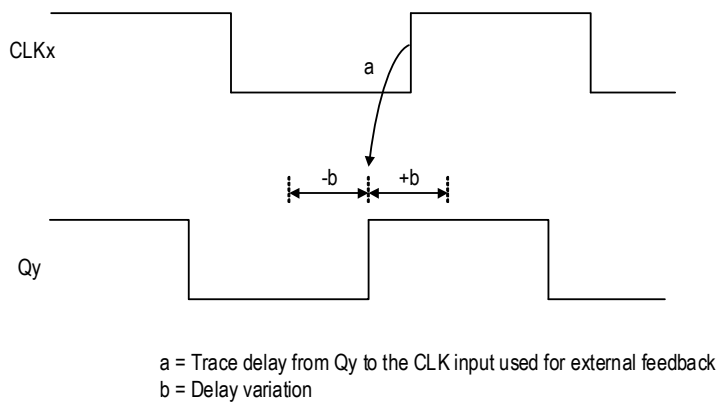 CLKx
a
-b +b
Qy
a = Trace delay from Qy to the CLK input used for external feedback
b = Delay variation